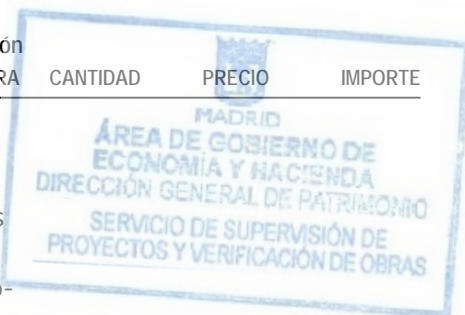 ón
RA CANTIDAD PRECIO IMPORTE
MADRID
ÁREA DE GOBIERNO DE
ECONOMÍA Y HACIENDA
DIRECCIÓN GENERAL DE PATRIMONIO
SERVICIO DE SUPERVISIÓN DE
PROYECTOS Y VERIFICACIÓN DE OBRAS
s
-